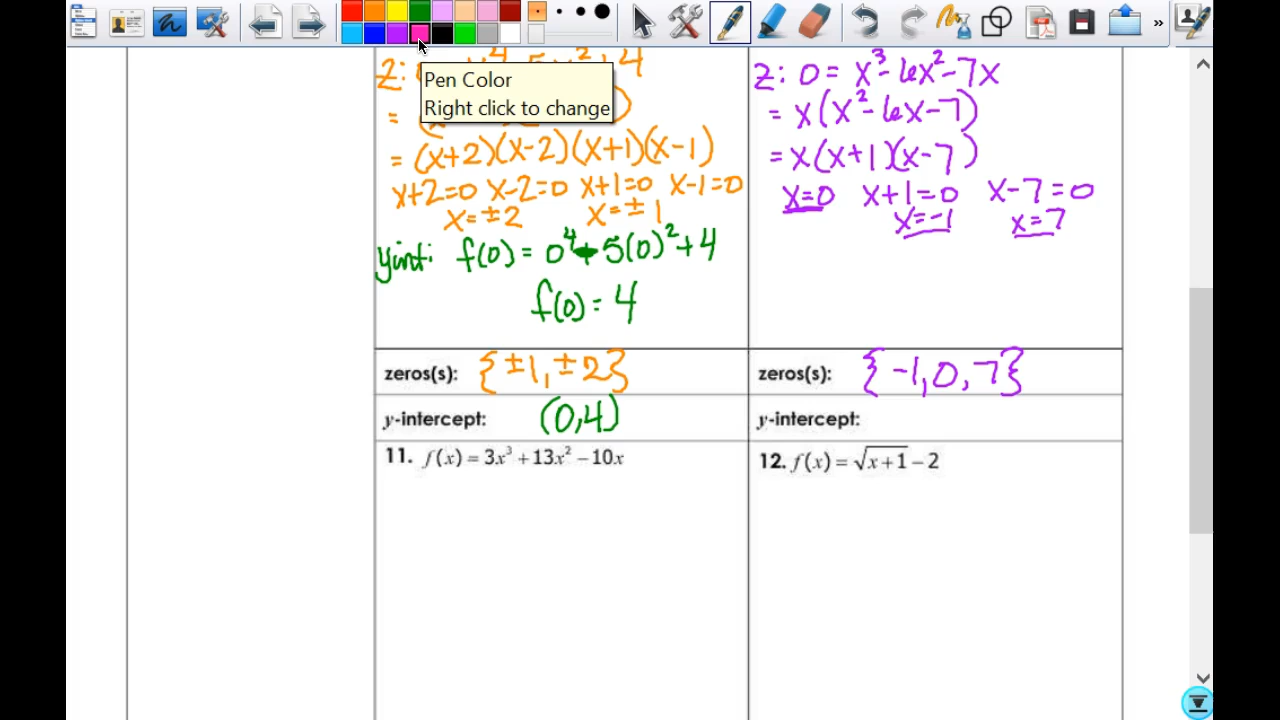 Pen Color
Right click to change
»
z:
= (x+2)(x-2)(x+1)(x-1)
x+2=0 x-2=0 x+1=0 x-1=0
x=±2 x=±1
yint: f(0) = 0⁴ + 5(0)² + 4
f(0) = 4
z: 0 = x³-6x²-7x
= x(x²-6x-7)
= x(x+1)(x-7)
x=0 x+1=0 x-7=0
x=-1 x=7
zeros(s): {±1, ±2}
zeros(s): {-1, 0, 7}
y-intercept: (0,4)
y-intercept:
11. f(x) = 3x³ + 13x² − 10x
12. f(x) = √x+1 − 2